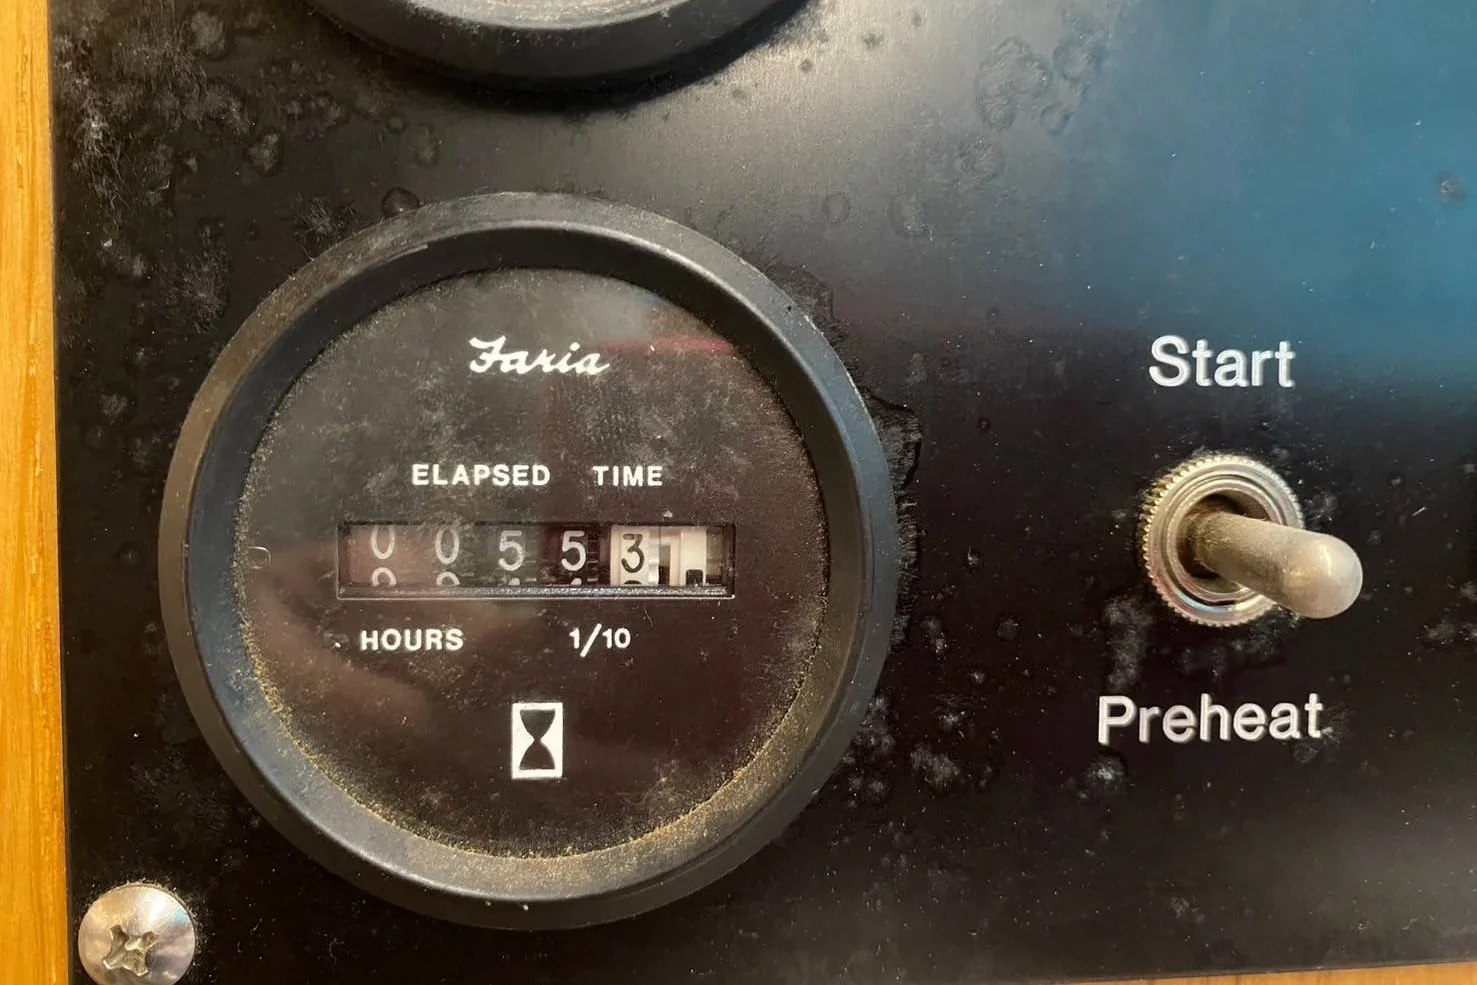 Faria
ELAPSED TIME
0 0 5 5 3
HOURS 1/10
Start
Preheat